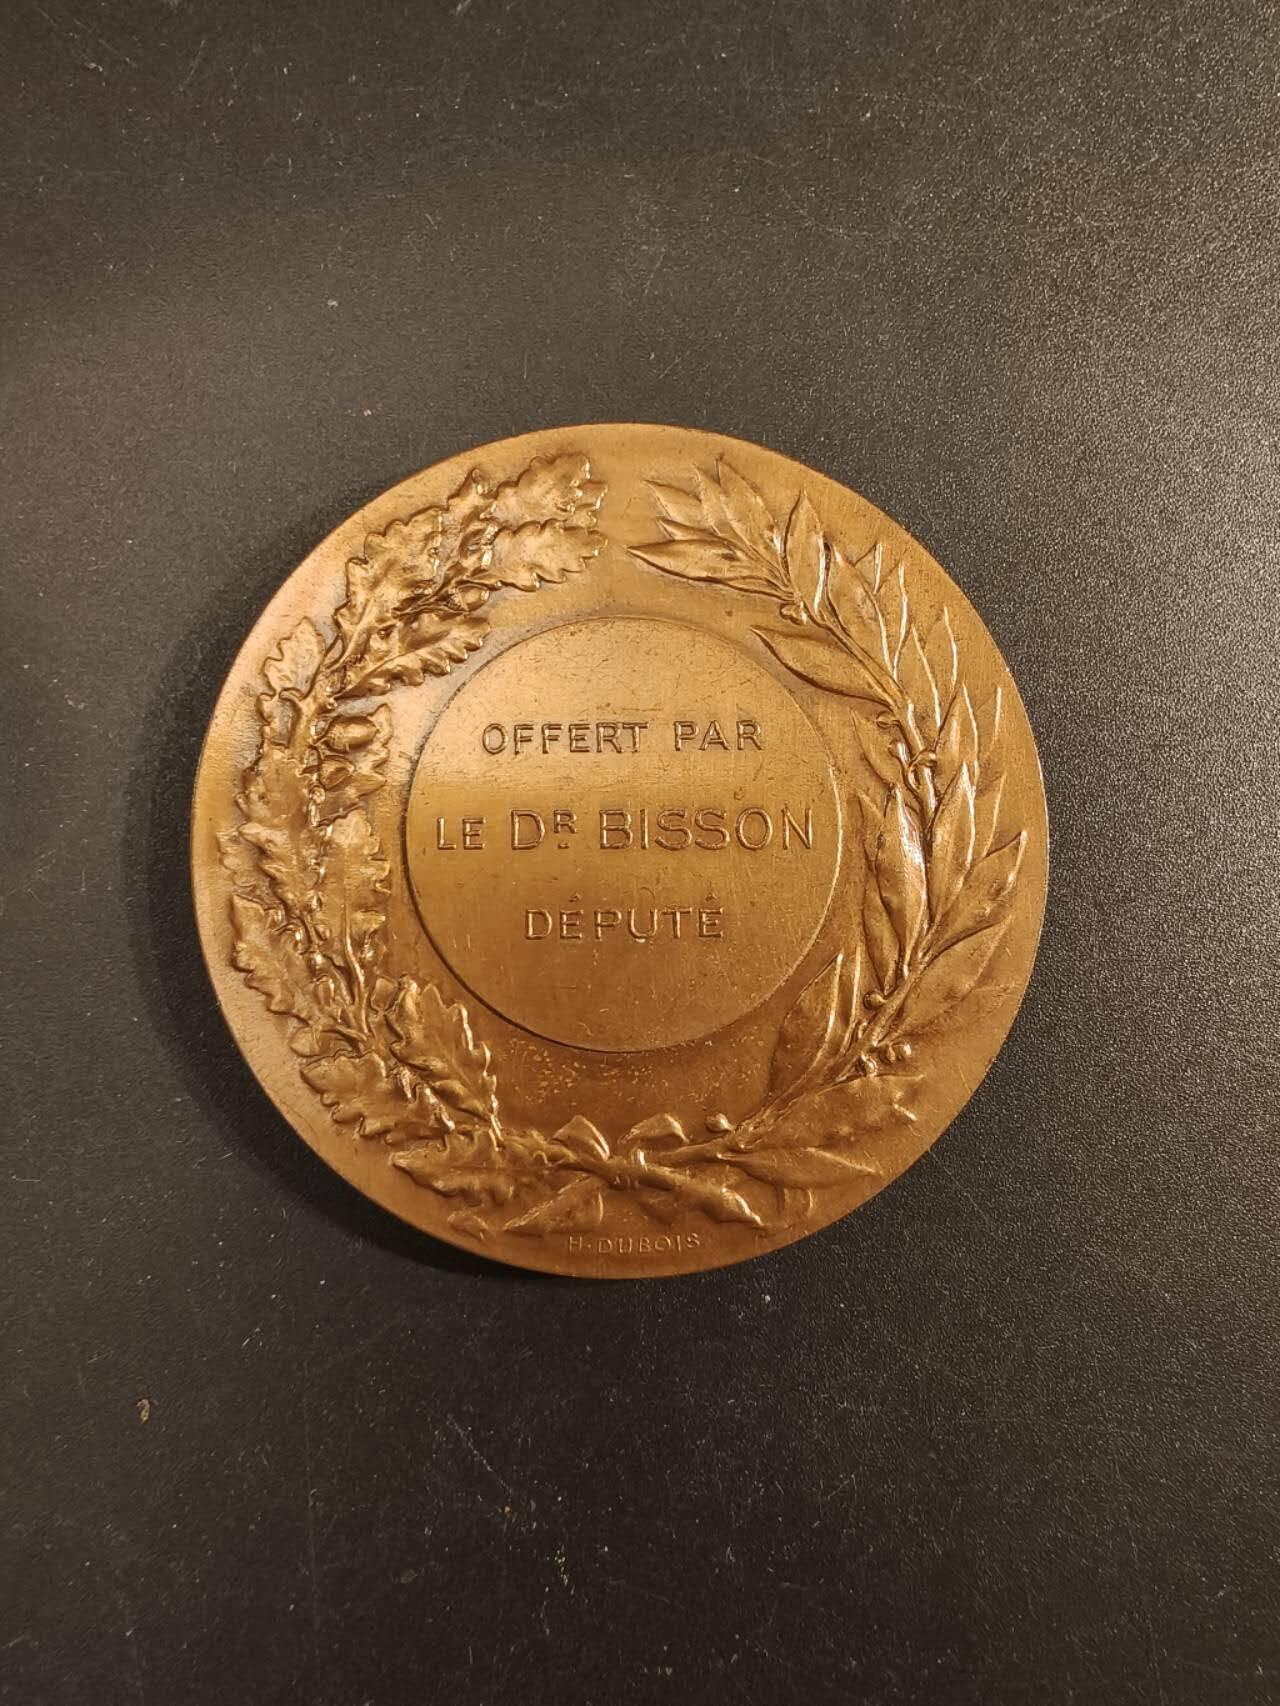 OFFERT PAR
LE DR. BISSON
DÉPUTÉ
H. DUBOIS